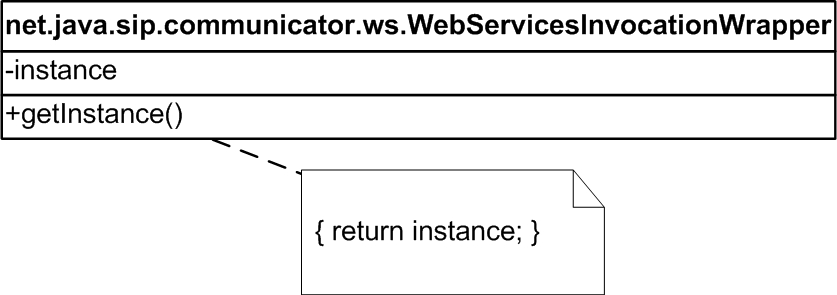 net.java.sip.communicator.ws.WebServicesInvocationWrapper
-instance
+getInstance()
{ return instance; }